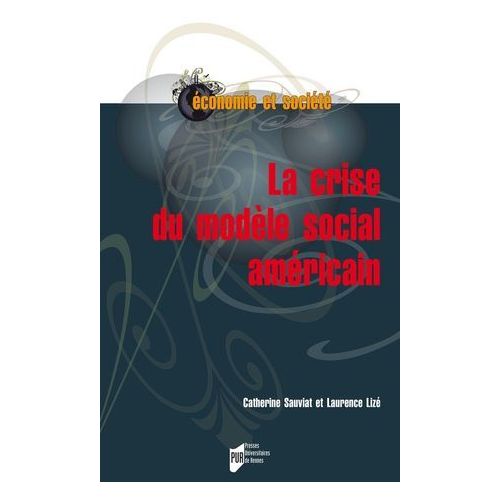 économie et société
La crise
du modèle social
américain
Catherine Sauviat et Laurence Lizé
PUR
Presses
Universitaires
de Rennes